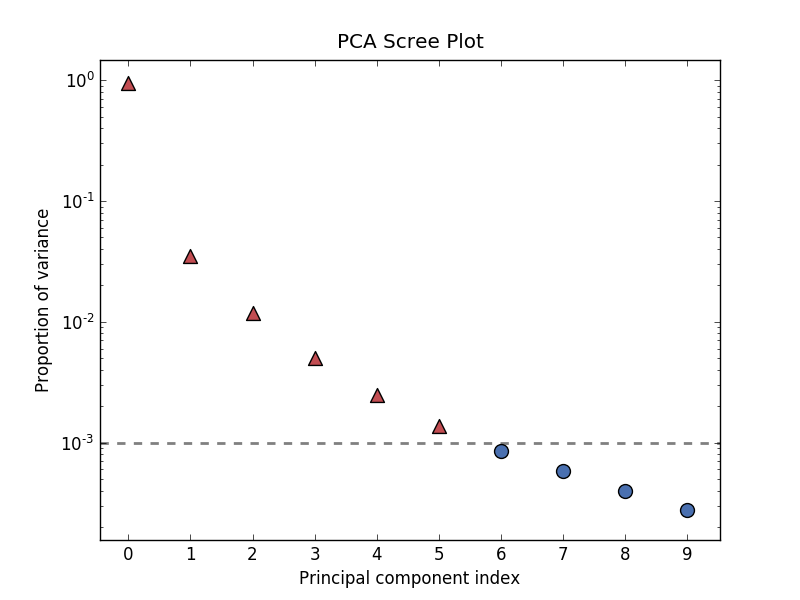 PCA Scree Plot
Proportion of variance
10^0
10^-1
10^-2
10^-3
0 1 2 3 4 5 6 7 8 9
Principal component index